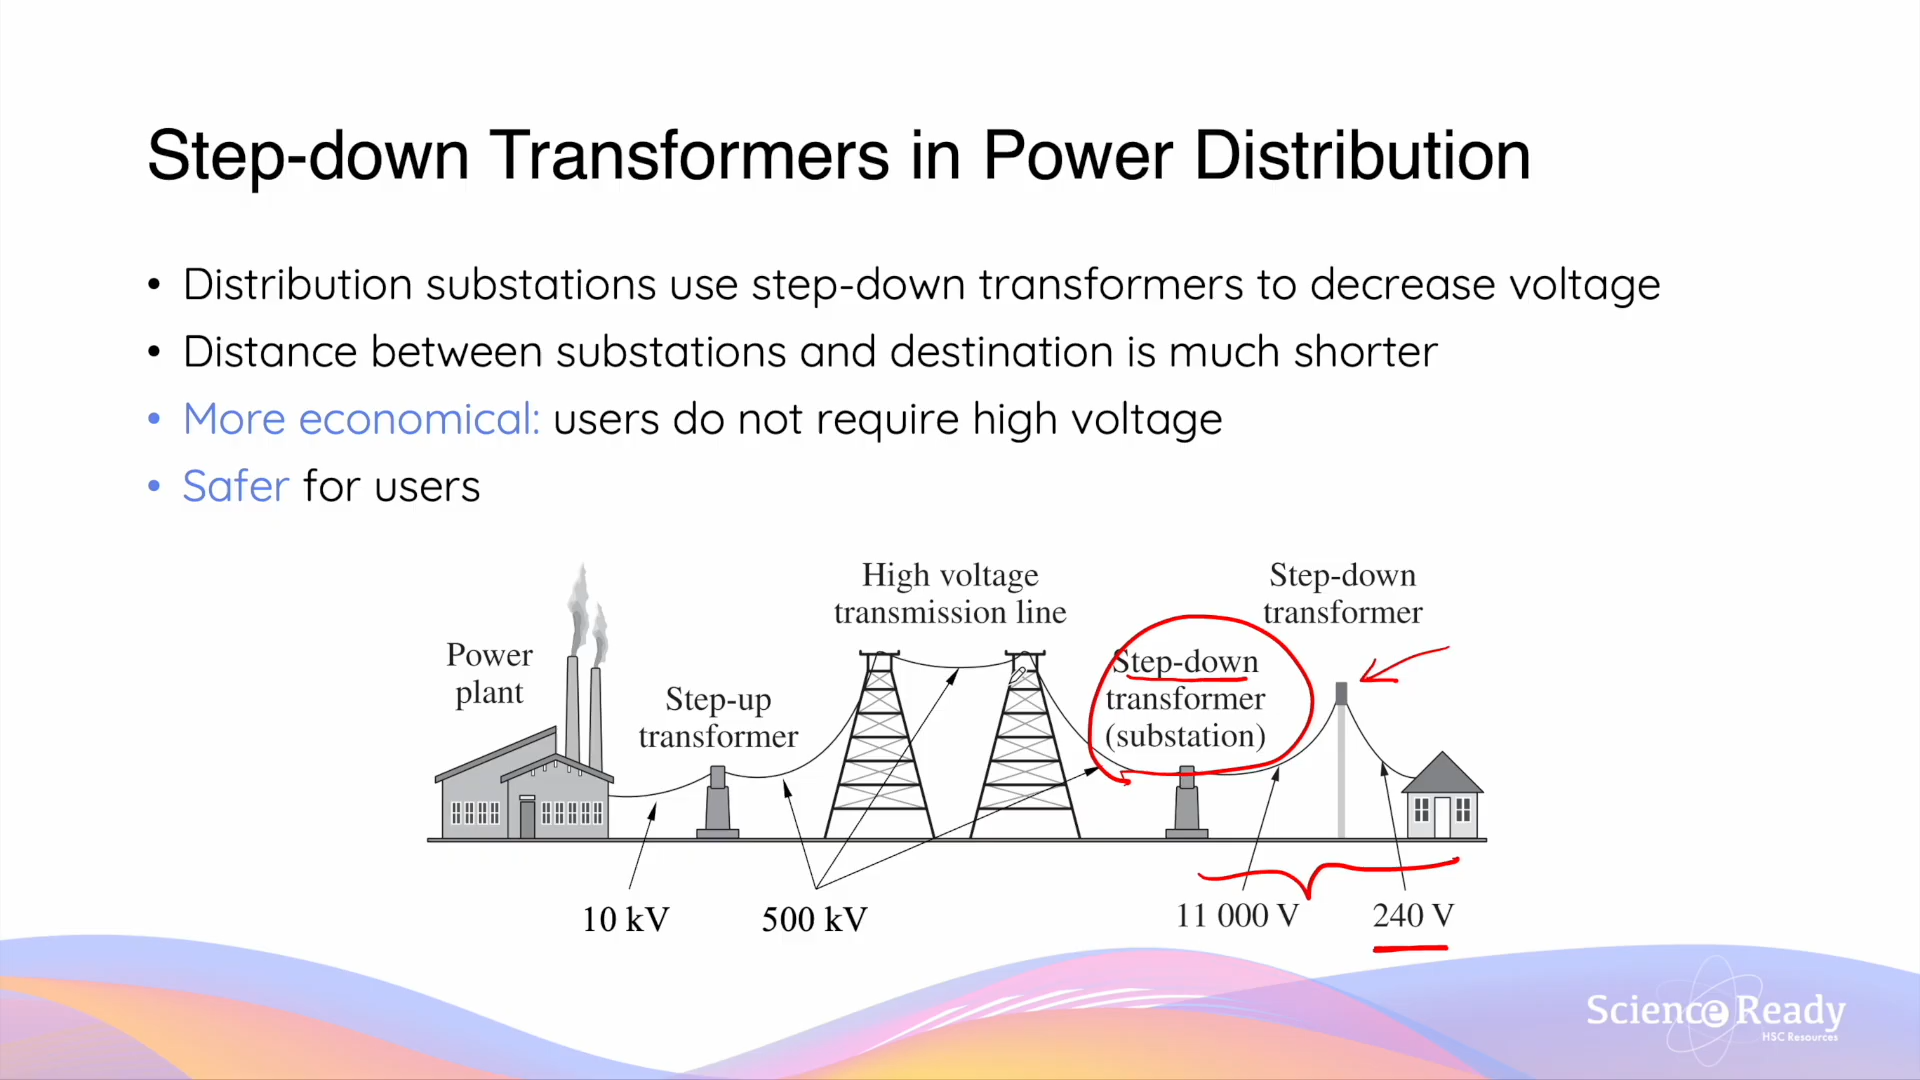 Step-down Transformers in Power Distribution
• Distribution substations use step-down transformers to decrease voltage
• Distance between substations and destination is much shorter
• More economical: users do not require high voltage
• Safer for users
High voltage
transmission line
Step-down
transformer
Power
plant
Step-up
transformer
Step-down
transformer
(substation)
10 kV
500 kV
11 000 V
240 V
Science Ready
HSC Resources